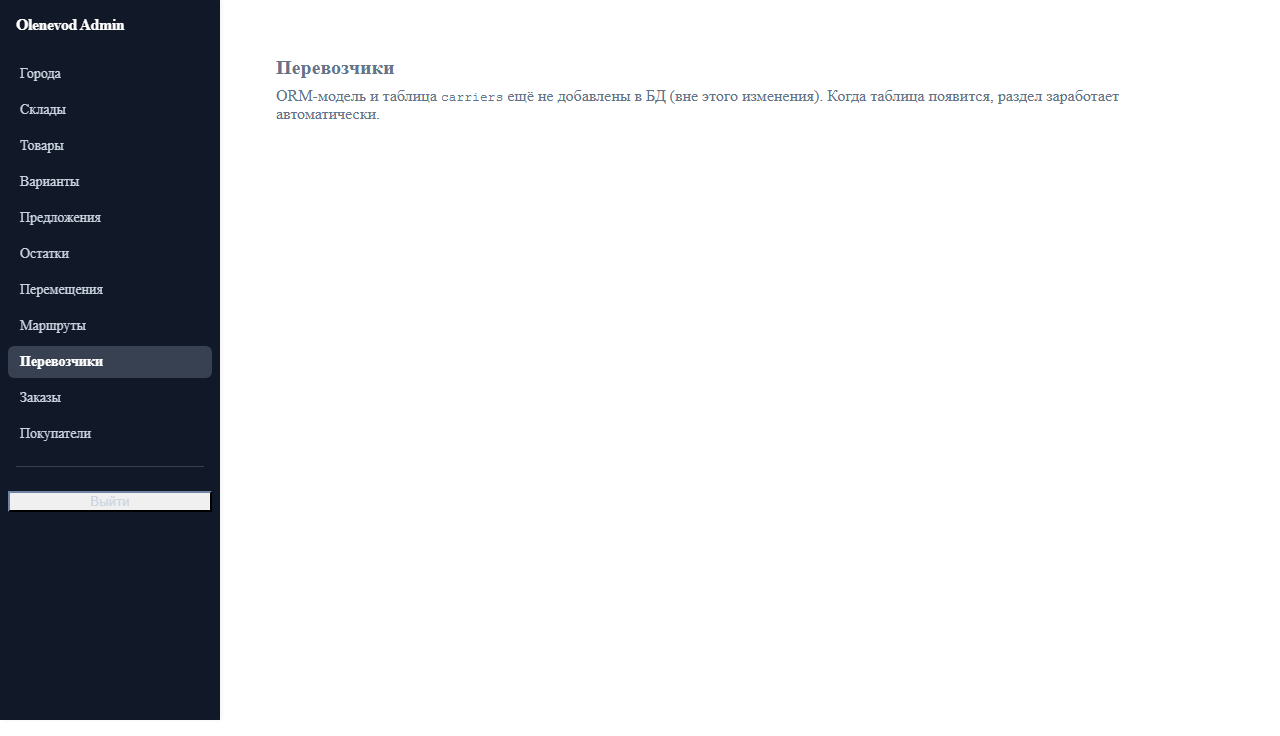 Olenevod Admin
Города
Склады
Товары
Варианты
Предложения
Остатки
Перемещения
Маршруты
Перевозчики
Заказы
Покупатели
Выйти
Перевозчики
ORM-модель и таблица carriers ещё не добавлены в БД (вне этого изменения). Когда таблица появится, раздел заработает
автоматически.